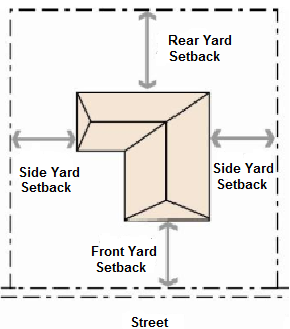 Rear Yard
Setback
Side Yard
Setback
Side Yard
Setback
Front Yard
Setback
Street